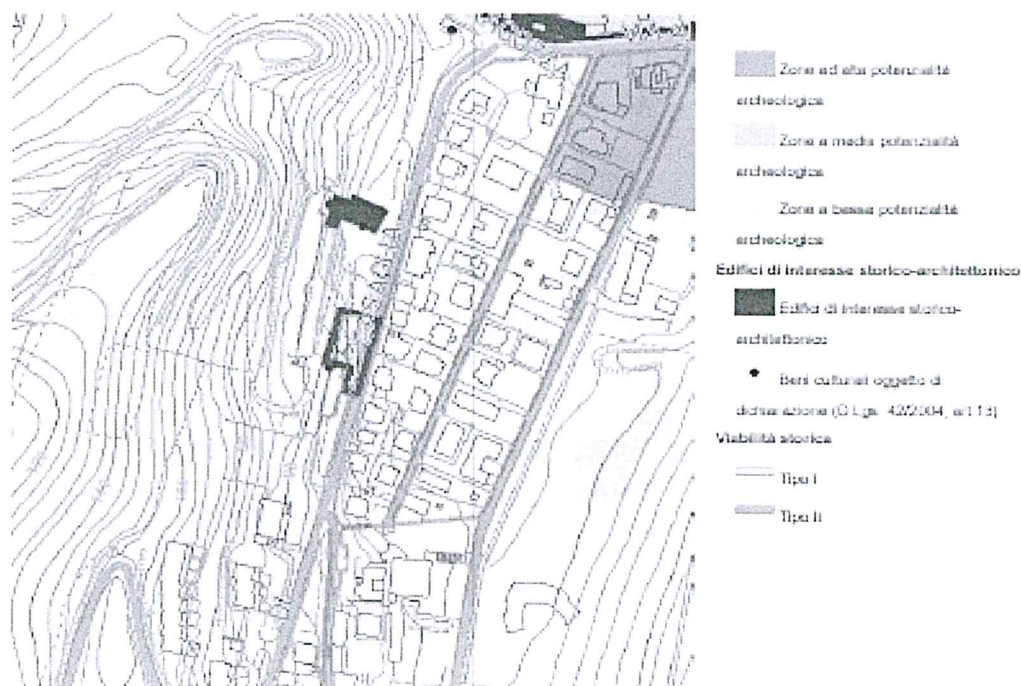 Zone ad alta potenzialità
archeologica
Zone a media potenzialità
archeologica
Zone a bassa potenzialità
archeologica
Edifici di interesse storico-architettonico
Edifici di interesse storico-
architettonico
Beni culturali oggetto di
dichiarazione (D.Lgs. 42/2004, art.13)
Viabilità storica
Tipo I
Tipo II